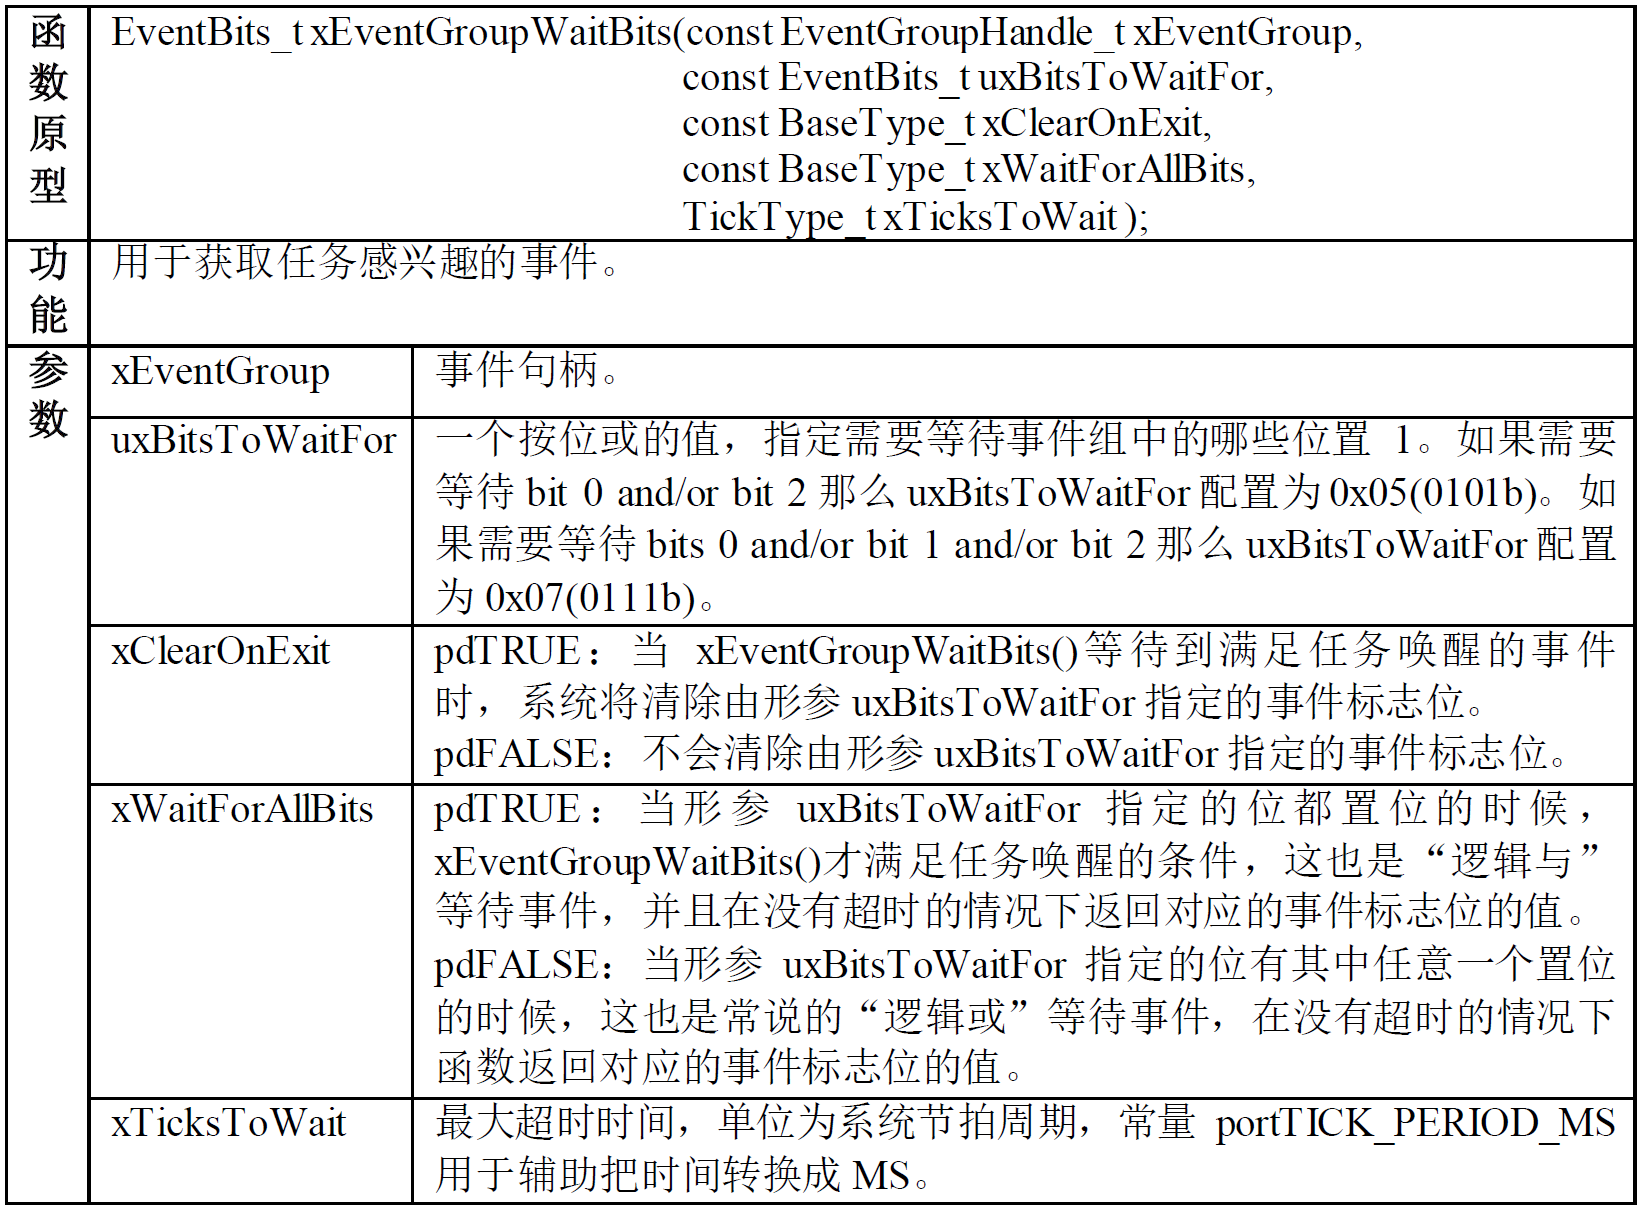 函数原型
EventBits_t xEventGroupWaitBits(const EventGroupHandle_t xEventGroup,
const EventBits_t uxBitsToWaitFor,
const BaseType_t xClearOnExit,
const BaseType_t xWaitForAllBits,
TickType_t xTicksToWait );
功能
用于获取任务感兴趣的事件。
参数
xEventGroup
事件句柄。
uxBitsToWaitFor
一个按位或的值，指定需要等待事件组中的哪些位置 1。如果需要
等待 bit 0 and/or bit 2 那么 uxBitsToWaitFor 配置为 0x05(0101b)。如
果需要等待 bits 0 and/or bit 1 and/or bit 2 那么 uxBitsToWaitFor 配置
为 0x07(0111b)。
xClearOnExit
pdTRUE：当 xEventGroupWaitBits()等待到满足任务唤醒的事件
时，系统将清除由形参 uxBitsToWaitFor 指定的事件标志位。
pdFALSE：不会清除由形参 uxBitsToWaitFor 指定的事件标志位。
xWaitForAllBits
pdTRUE：当形参 uxBitsToWaitFor 指定的位都置位的时候，
xEventGroupWaitBits()才满足任务唤醒的条件，这也是“逻辑与”
等待事件，并且在没有超时的情况下返回对应的事件标志位的值。
pdFALSE：当形参 uxBitsToWaitFor 指定的位有其中任意一个置位
的时候，这也是常说的“逻辑或”等待事件，在没有超时的情况下
函数返回对应的事件标志位的值。
xTicksToWait
最大超时时间，单位为系统节拍周期，常量 portTICK_PERIOD_MS
用于辅助把时间转换成 MS。